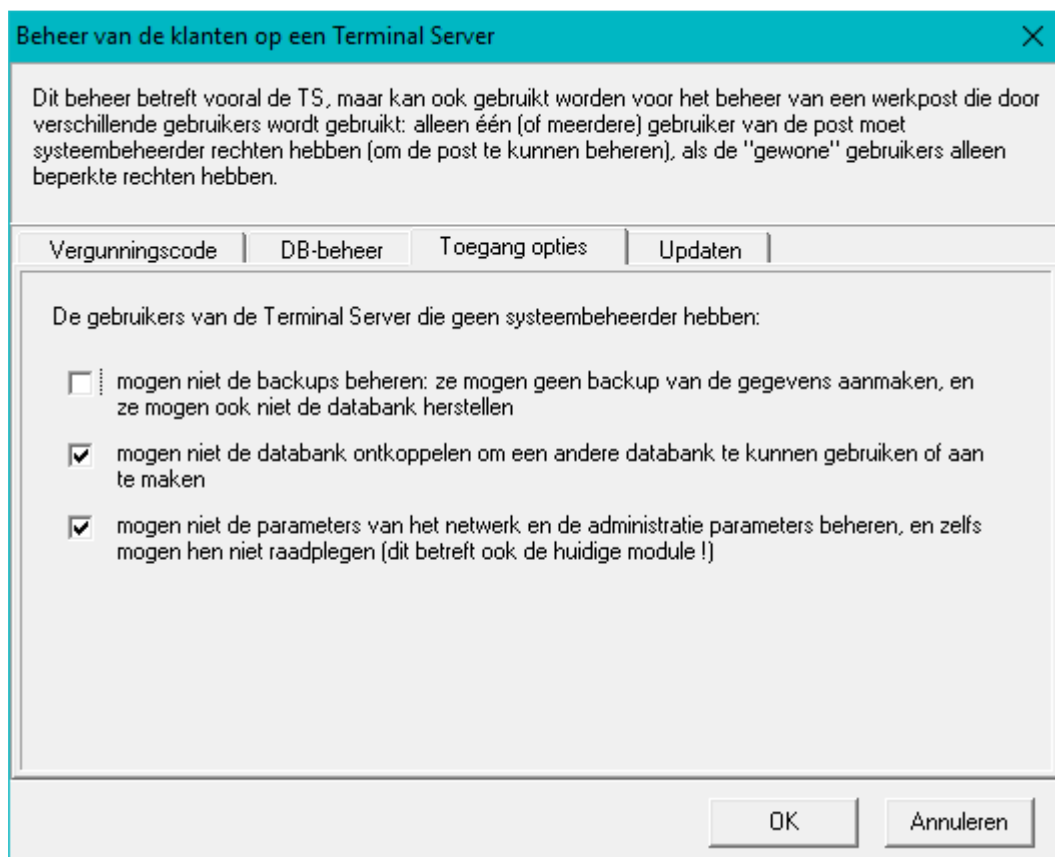 Beheer van de klanten op een Terminal Server
Dit beheer betreft vooral de TS, maar kan ook gebruikt worden voor het beheer van een werkpost die door
verschillende gebruikers wordt gebruikt: alleen één (of meerdere) gebruiker van de post moet
systeembeheerder rechten hebben (om de post te kunnen beheren), als de "gewone" gebruikers alleen
beperkte rechten hebben.
Vergunningscode
DB-beheer
Toegang opties
Updaten
De gebruikers van de Terminal Server die geen systeembeheerder hebben:
mogen niet de backups beheren: ze mogen geen backup van de gegevens aanmaken, en
ze mogen ook niet de databank herstellen
mogen niet de databank ontkoppelen om een andere databank te kunnen gebruiken of aan
te maken
mogen niet de parameters van het netwerk en de administratie parameters beheren, en zelfs
mogen hen niet raadplegen (dit betreft ook de huidige module !)
OK
Annuleren